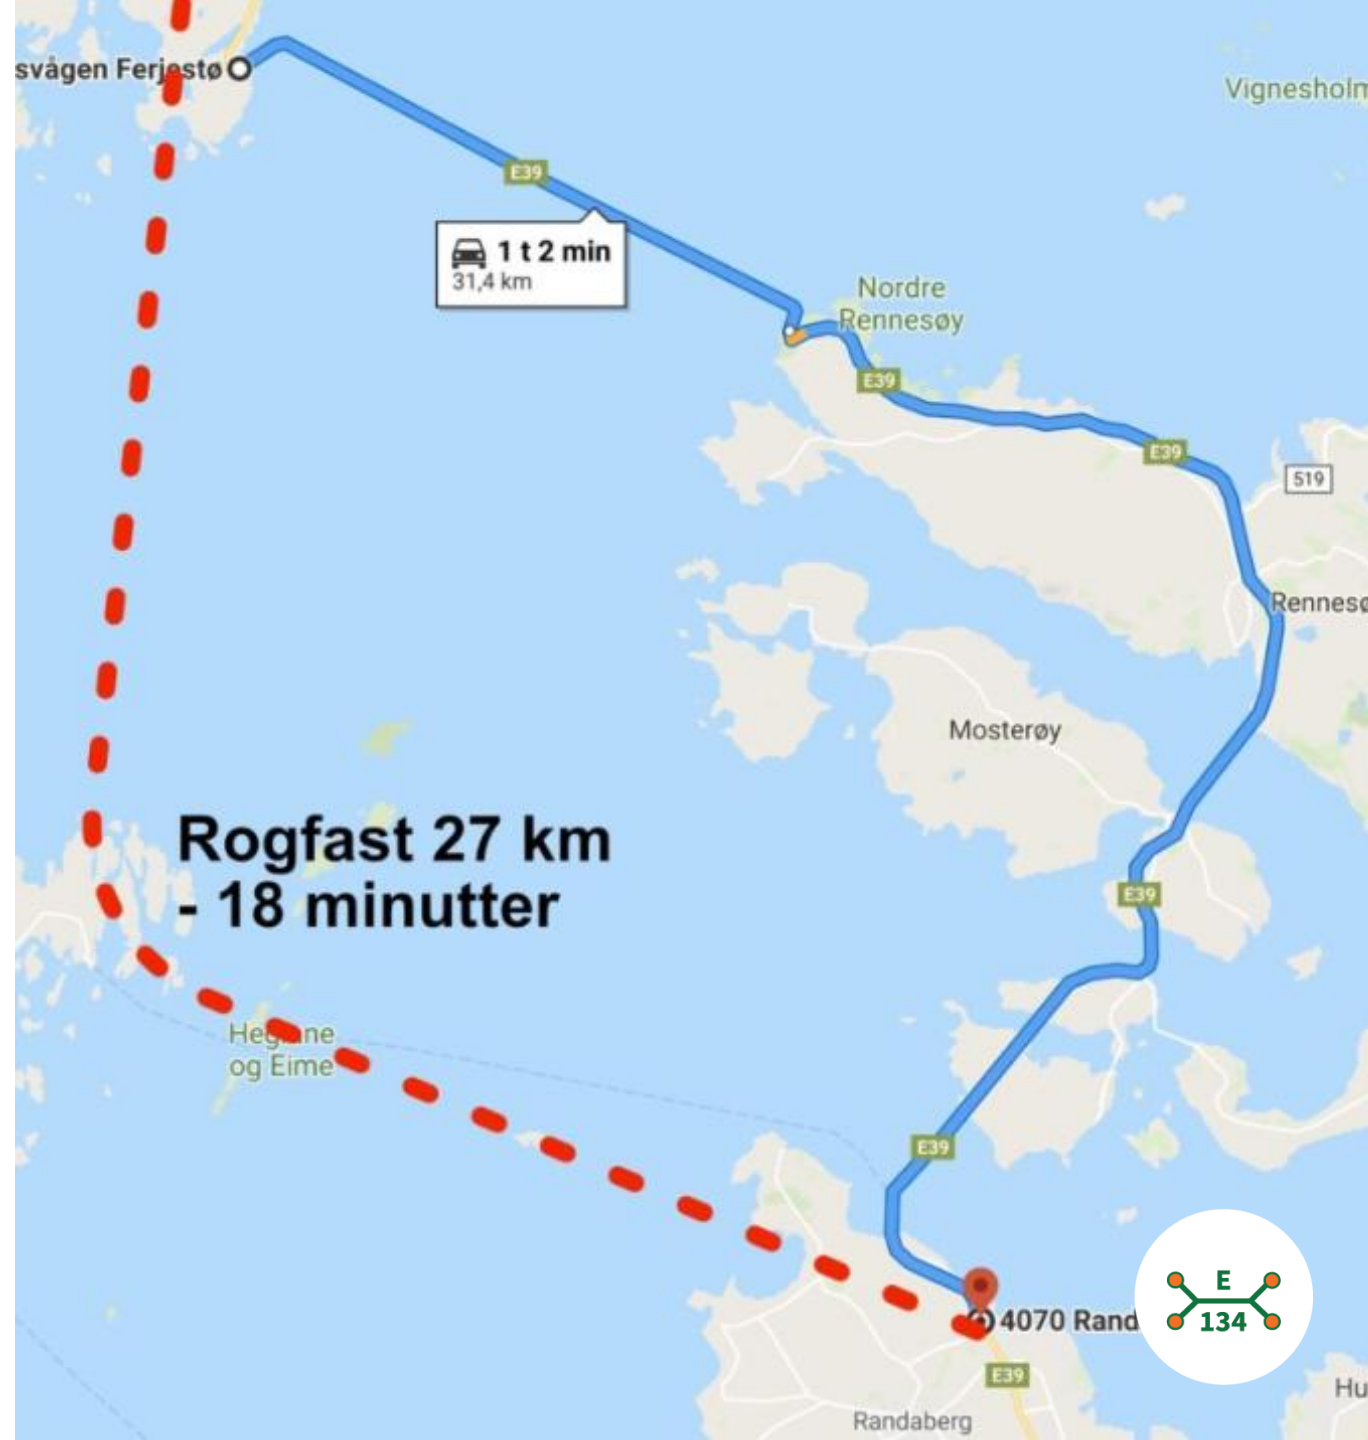 svågen Ferjestø
Vignesholm
E39
1 t 2 min
31,4 km
Nordre
Rennesøy
E39
E39
519
Rennesø
Mosterøy
Rogfast 27 km
- 18 minutter
E39
og Eime
E39
E
134
4070 Rand
E39
Hu
Randaberg